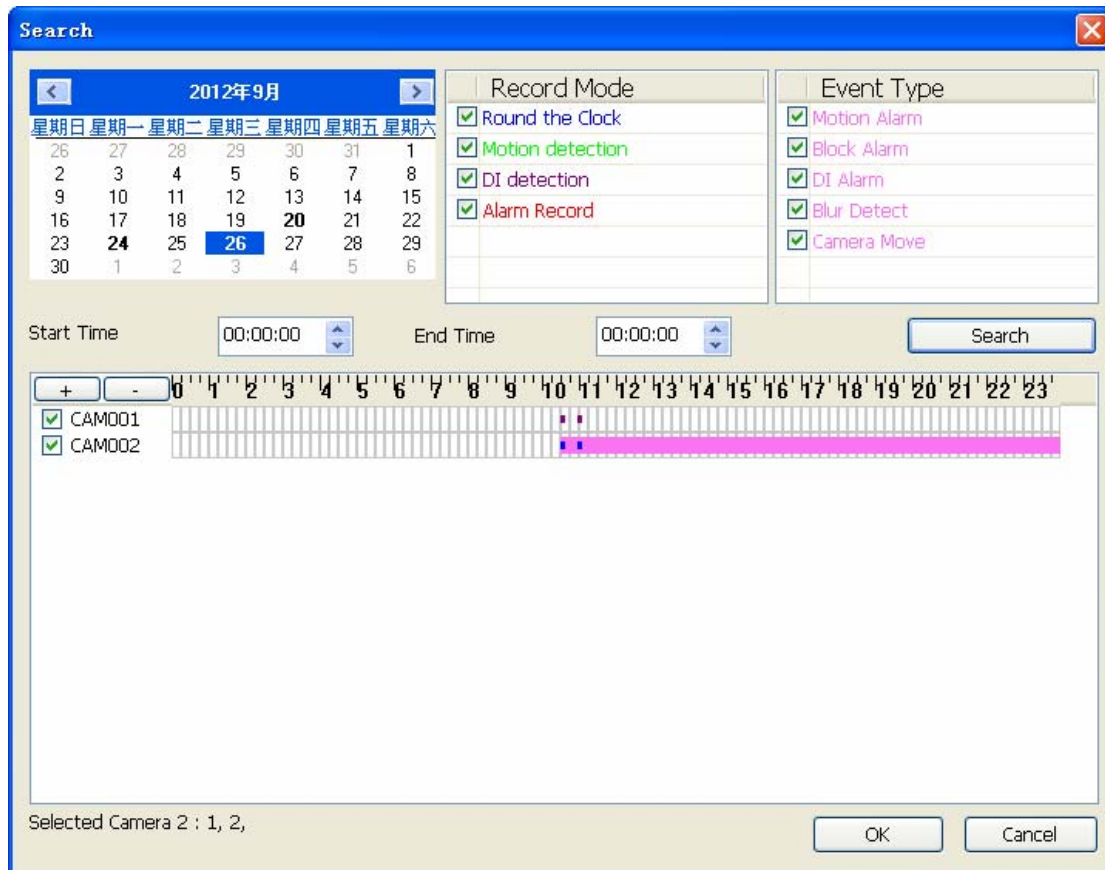 Search
2012年9月
星期日 星期一 星期二 星期三 星期四 星期五 星期六
26 27 28 29 30 31 1
2 3 4 5 6 7 8
9 10 11 12 13 14 15
16 17 18 19 20 21 22
23 24 25 26 27 28 29
30 1 2 3 4 5 6
Record Mode
Round the Clock
Motion detection
DI detection
Alarm Record
Event Type
Motion Alarm
Block Alarm
DI Alarm
Blur Detect
Camera Move
Start Time 00:00:00 End Time 00:00:00 Search
+ - 0 1 2 3 4 5 6 7 8 9 10 11 12 13 14 15 16 17 18 19 20 21 22 23
CAM001
CAM002
Selected Camera 2 : 1, 2,
OK Cancel